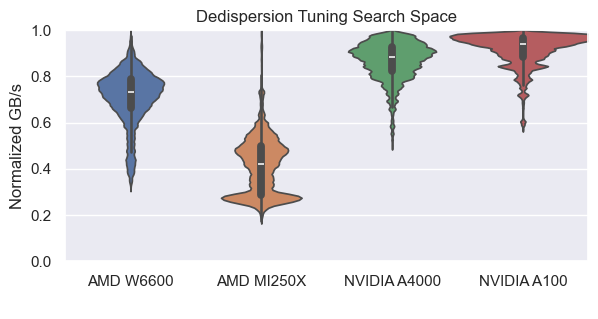 Dedispersion Tuning Search Space
Normalized GB/s
1.0
0.8
0.6
0.4
0.2
0.0
AMD W6600
AMD MI250X
NVIDIA A4000
NVIDIA A100